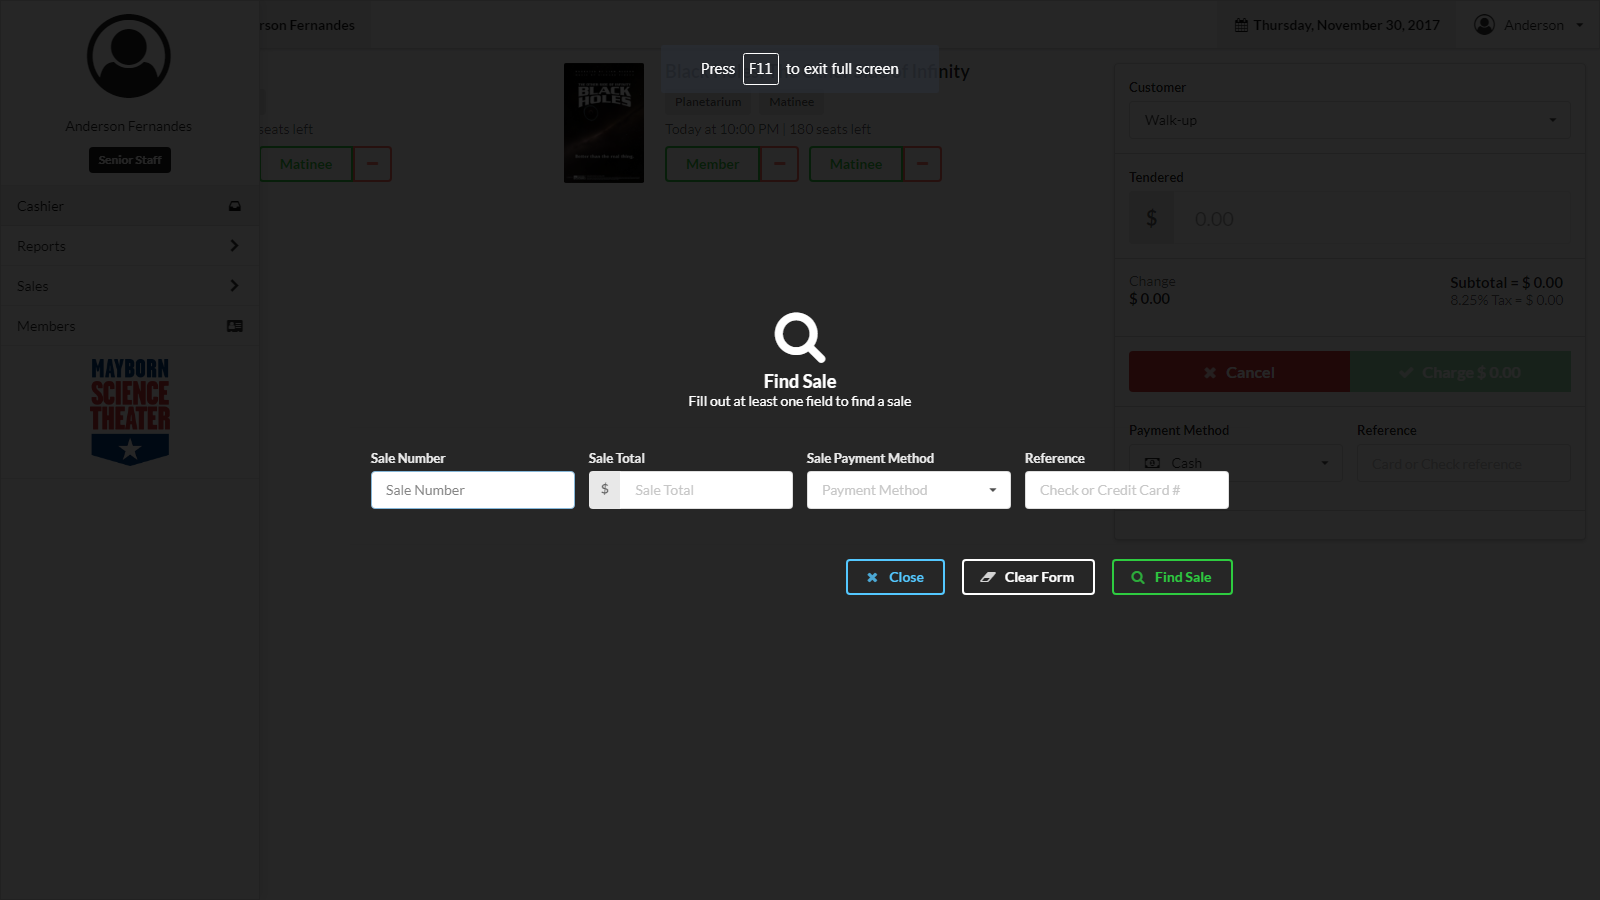 Anderson Fernandes
Senior Staff
Cashier
Reports
Sales
Members
MAYBORN
SCIENCE
THEATER
rson Fernandes
Thursday, November 30, 2017
Anderson
Press F11 to exit full screen
Infinity
Planetarium Matinee
seats left
Today at 10:00 PM | 180 seats left
Matinee
Member
Matinee
BLACK
HOLES
Customer
Walk-up
Tendered
$ 0.00
Change
$ 0.00
Subtotal = $ 0.00
8.25% Tax = $ 0.00
Cancel
Charge $ 0.00
Payment Method
Cash
Reference
Card or Check reference
Find Sale
Fill out at least one field to find a sale
Sale Number
Sale Number
Sale Total
$ Sale Total
Sale Payment Method
Payment Method
Reference
Check or Credit Card #
Close
Clear Form
Find Sale